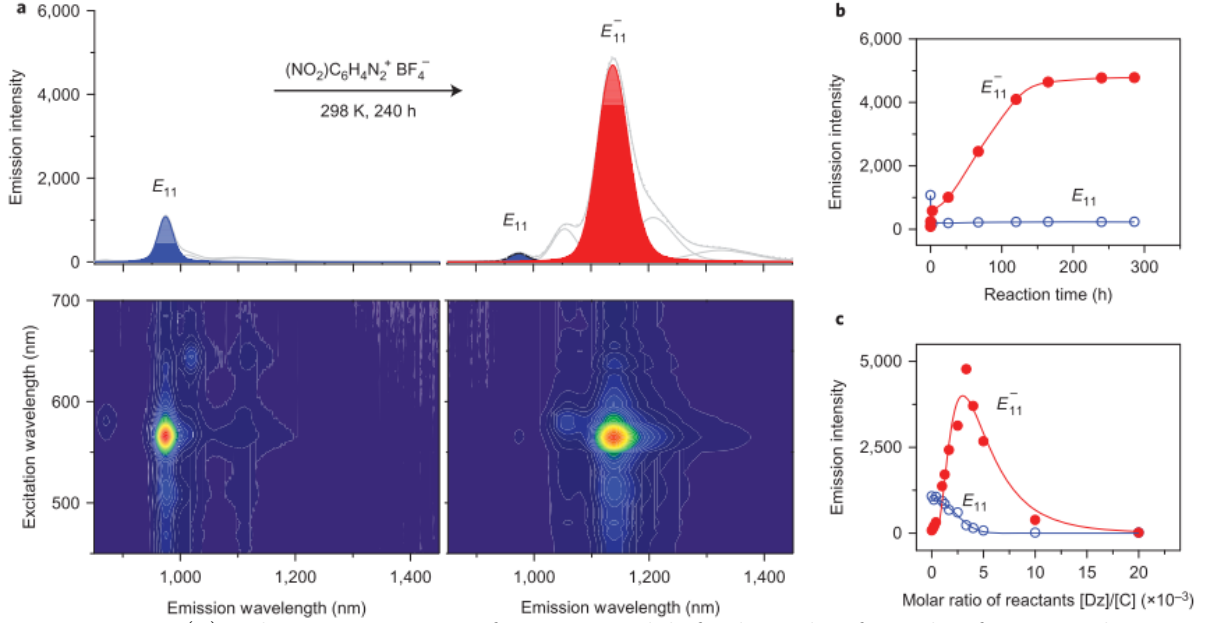 a
6,000
4,000
2,000
0
Emission intensity
E11
(NO2)C6H4N2+ BF4−
298 K, 240 h
E11
E11−
700
600
500
Excitation wavelength (nm)
1,000 1,200 1,400
1,000 1,200 1,400
Emission wavelength (nm)
Emission wavelength (nm)
b
6,000
4,000
2,000
0
Emission intensity
E11−
E11
0 100 200 300
Reaction time (h)
c
5,000
2,500
0
Emission intensity
E11−
E11
0 5 10 15 20
Molar ratio of reactants [Dz]/[C] (×10−3)